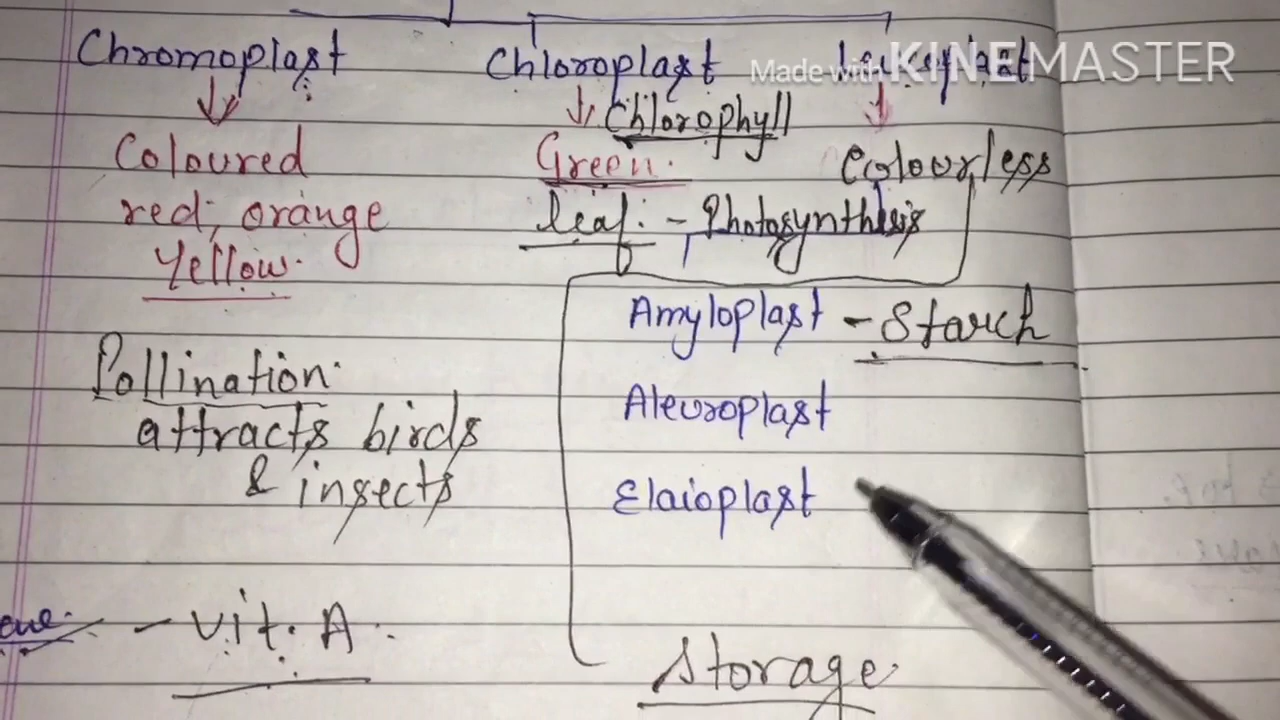 Chromoplast
Coloured
red, orange
Yellow.
Pollination.
attracts birds
& insects
- Vit. A.
Chloroplast
Chlorophyll
Green.
leaf. - Photosynthesis
Made with KINEMASTER
Colourless
Amyloplast - Starch
Aleuroplast
Elaioplast
Storage